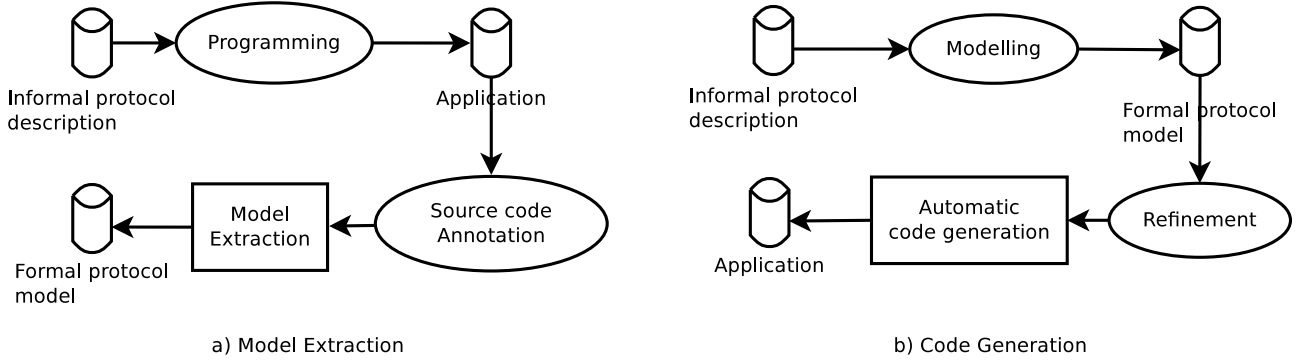 Programming
Informal protocol
description
Application
Model
Extraction
Source code
Annotation
Formal protocol
model
a) Model Extraction
Modelling
Informal protocol
description
Formal protocol
model
Automatic
code generation
Refinement
Application
b) Code Generation